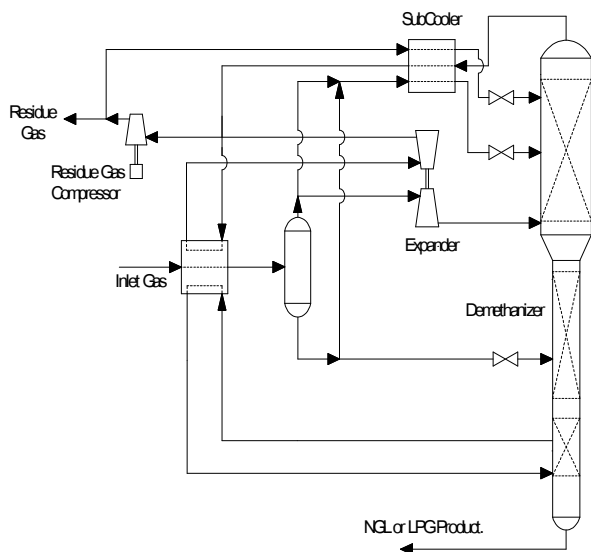 SubCooler
Residue
Gas
Residue Gas
Compressor
Expander
Inlet Gas
Demethanizer
NGL or LPG Product.